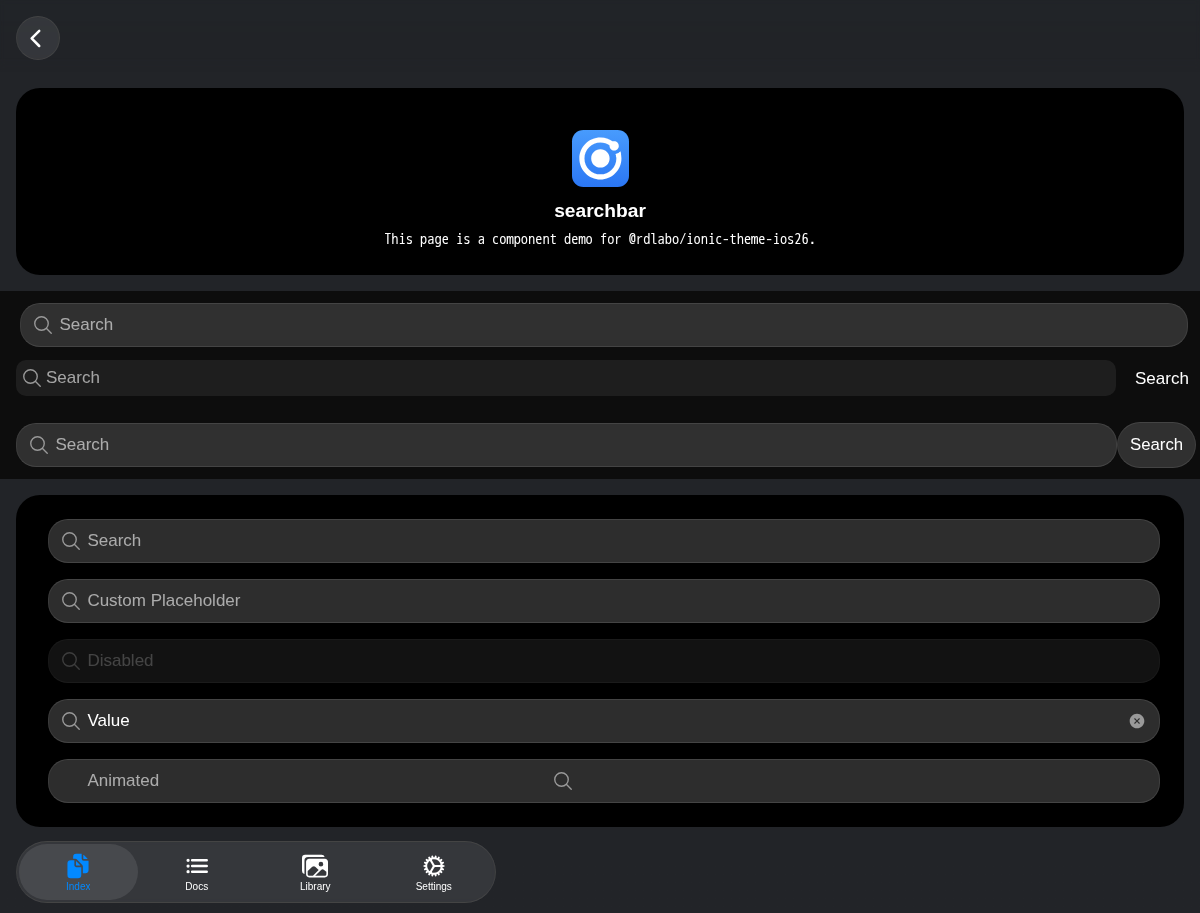 searchbar
This page is a component demo for @rdlabo/ionic-theme-ios26.
Search
Search Search
Search Search
Search
Custom Placeholder
Disabled
Value
Animated
Index Docs Library Settings